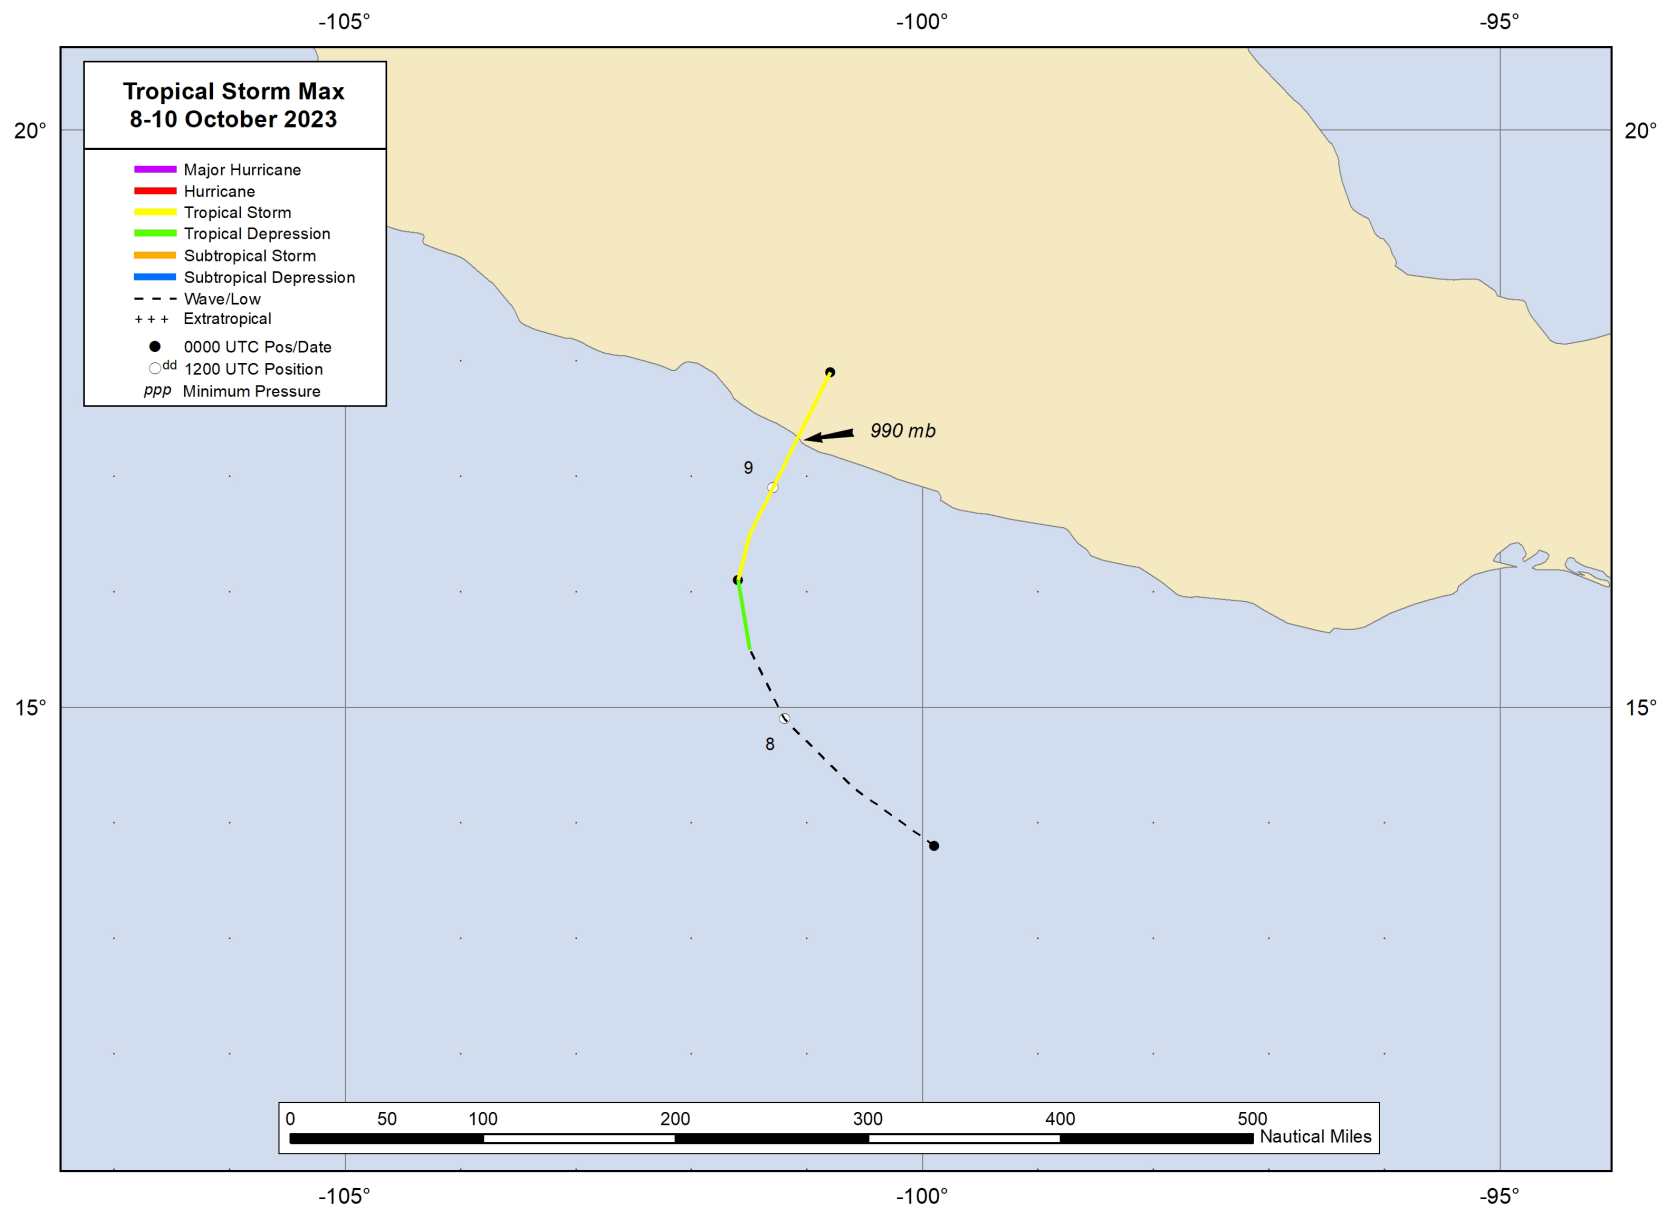 -105°
-100°
-95°
Tropical Storm Max
8-10 October 2023
20°
20°
Major Hurricane
Hurricane
Tropical Storm
Tropical Depression
Subtropical Storm
Subtropical Depression
Wave/Low
+++ Extratropical
0000 UTC Pos/Date
dd 1200 UTC Position
ppp Minimum Pressure
990 mb
9
15°
15°
8
0 50 100 200 300 400 500
Nautical Miles
-105°
-100°
-95°